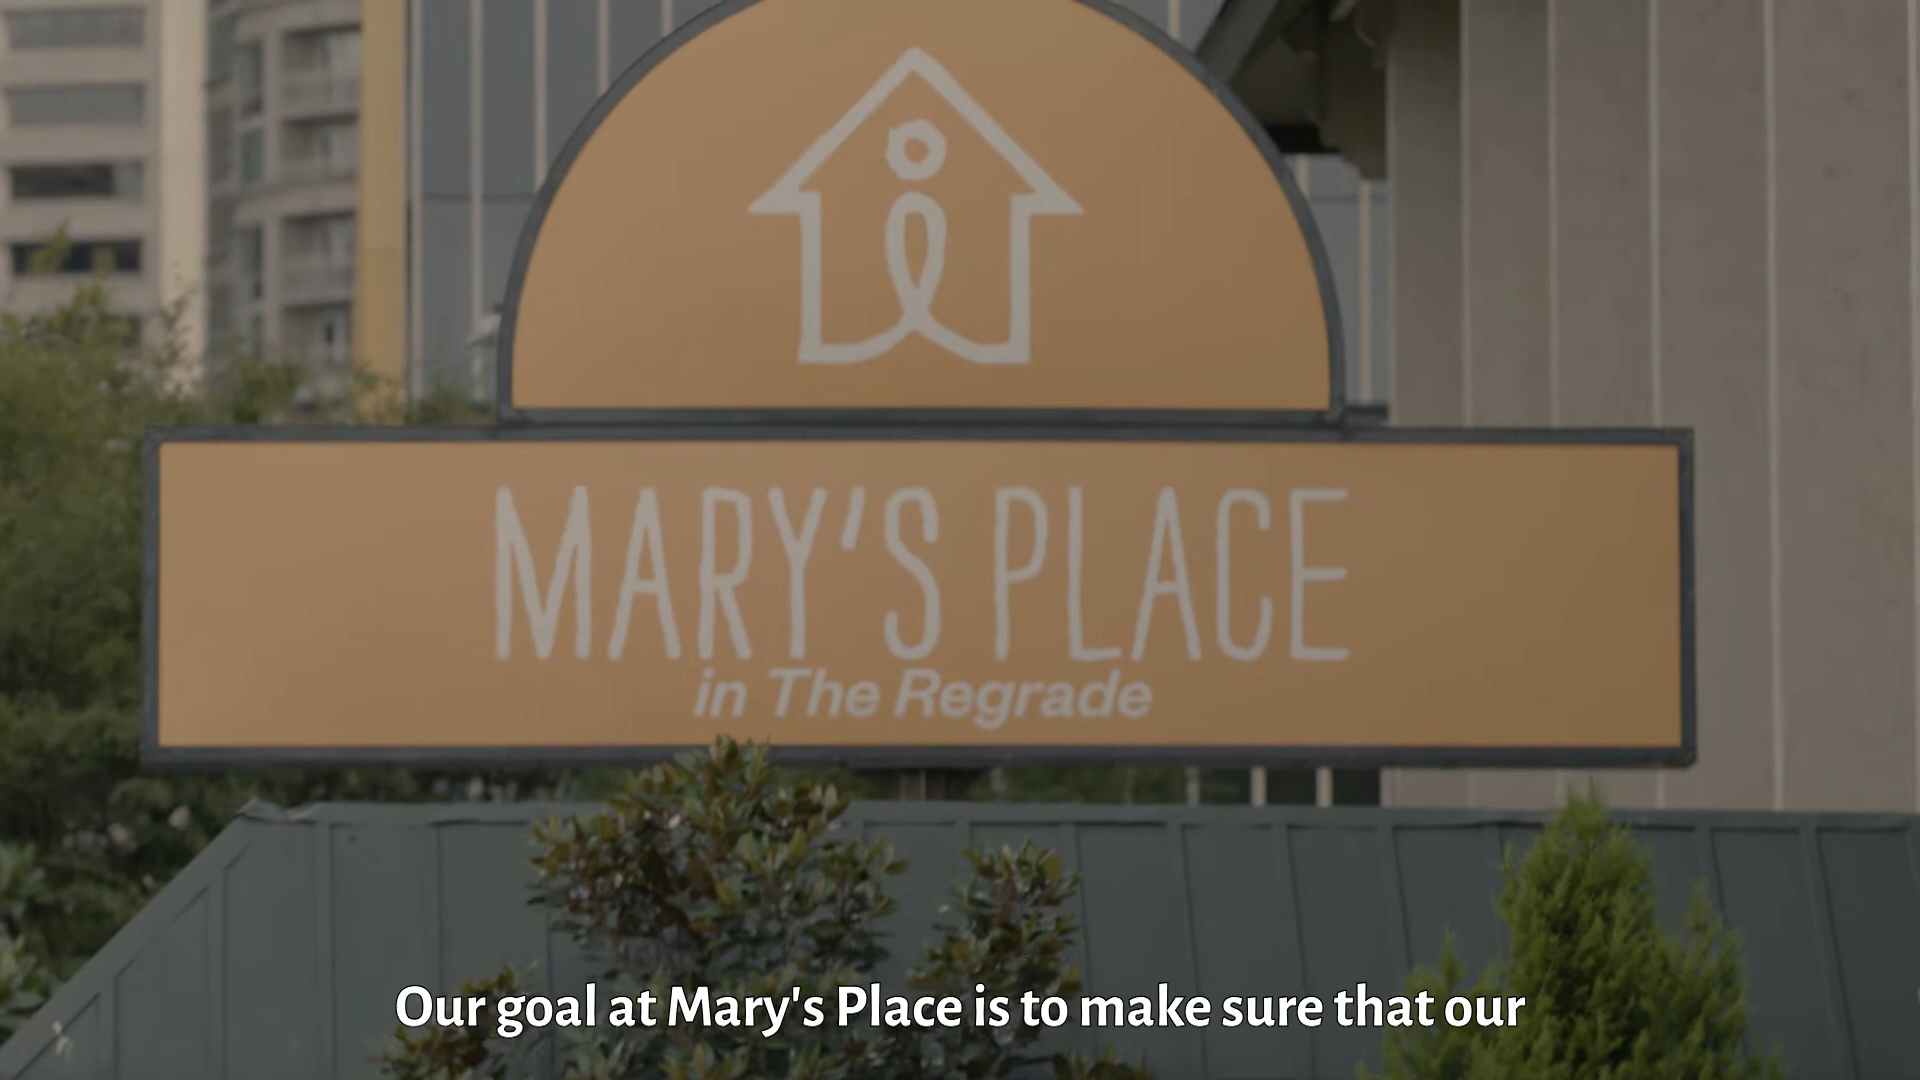 MARY'S PLACE
in The Regrade
Our goal at Mary's Place is to make sure that our